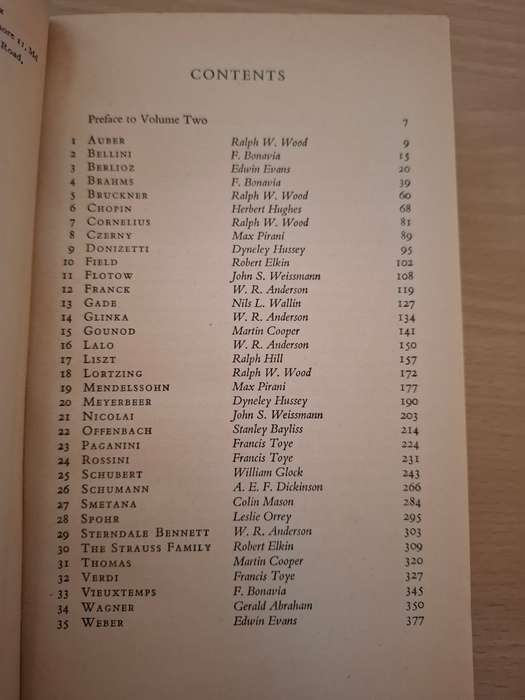 more 11, Md.
Road,
CONTENTS
Preface to Volume Two 7
1 AUBER Ralph W. Wood 9
2 BELLINI F. Bonavia 15
3 BERLIOZ Edwin Evans 20
4 BRAHMS F. Bonavia 39
5 BRUCKNER Ralph W. Wood 60
6 CHOPIN Herbert Hughes 68
7 CORNELIUS Ralph W. Wood 81
8 CZERNY Max Pirani 89
9 DONIZETTI Dyneley Hussey 95
10 FIELD Robert Elkin 102
11 FLOTOW John S. Weissmann 108
12 FRANCK W. R. Anderson 119
13 GADE Nils L. Wallin 127
14 GLINKA W. R. Anderson 134
15 GOUNOD Martin Cooper 141
16 LALO W. R. Anderson 150
17 LISZT Ralph Hill 157
18 LORTZING Ralph W. Wood 172
19 MENDELSSOHN Max Pirani 177
20 MEYERBEER Dyneley Hussey 190
21 NICOLAI John S. Weissmann 203
22 OFFENBACH Stanley Bayliss 214
23 PAGANINI Francis Toye 224
24 ROSSINI Francis Toye 231
25 SCHUBERT William Glock 243
26 SCHUMANN A. E. F. Dickinson 266
27 SMETANA Colin Mason 284
28 SPOHR Leslie Orrey 295
29 STERNDALE BENNETT W. R. Anderson 303
30 THE STRAUSS FAMILY Robert Elkin 309
31 THOMAS Martin Cooper 320
32 VERDI Francis Toye 327
33 VIEUXTEMPS F. Bonavia 345
34 WAGNER Gerald Abraham 350
35 WEBER Edwin Evans 377